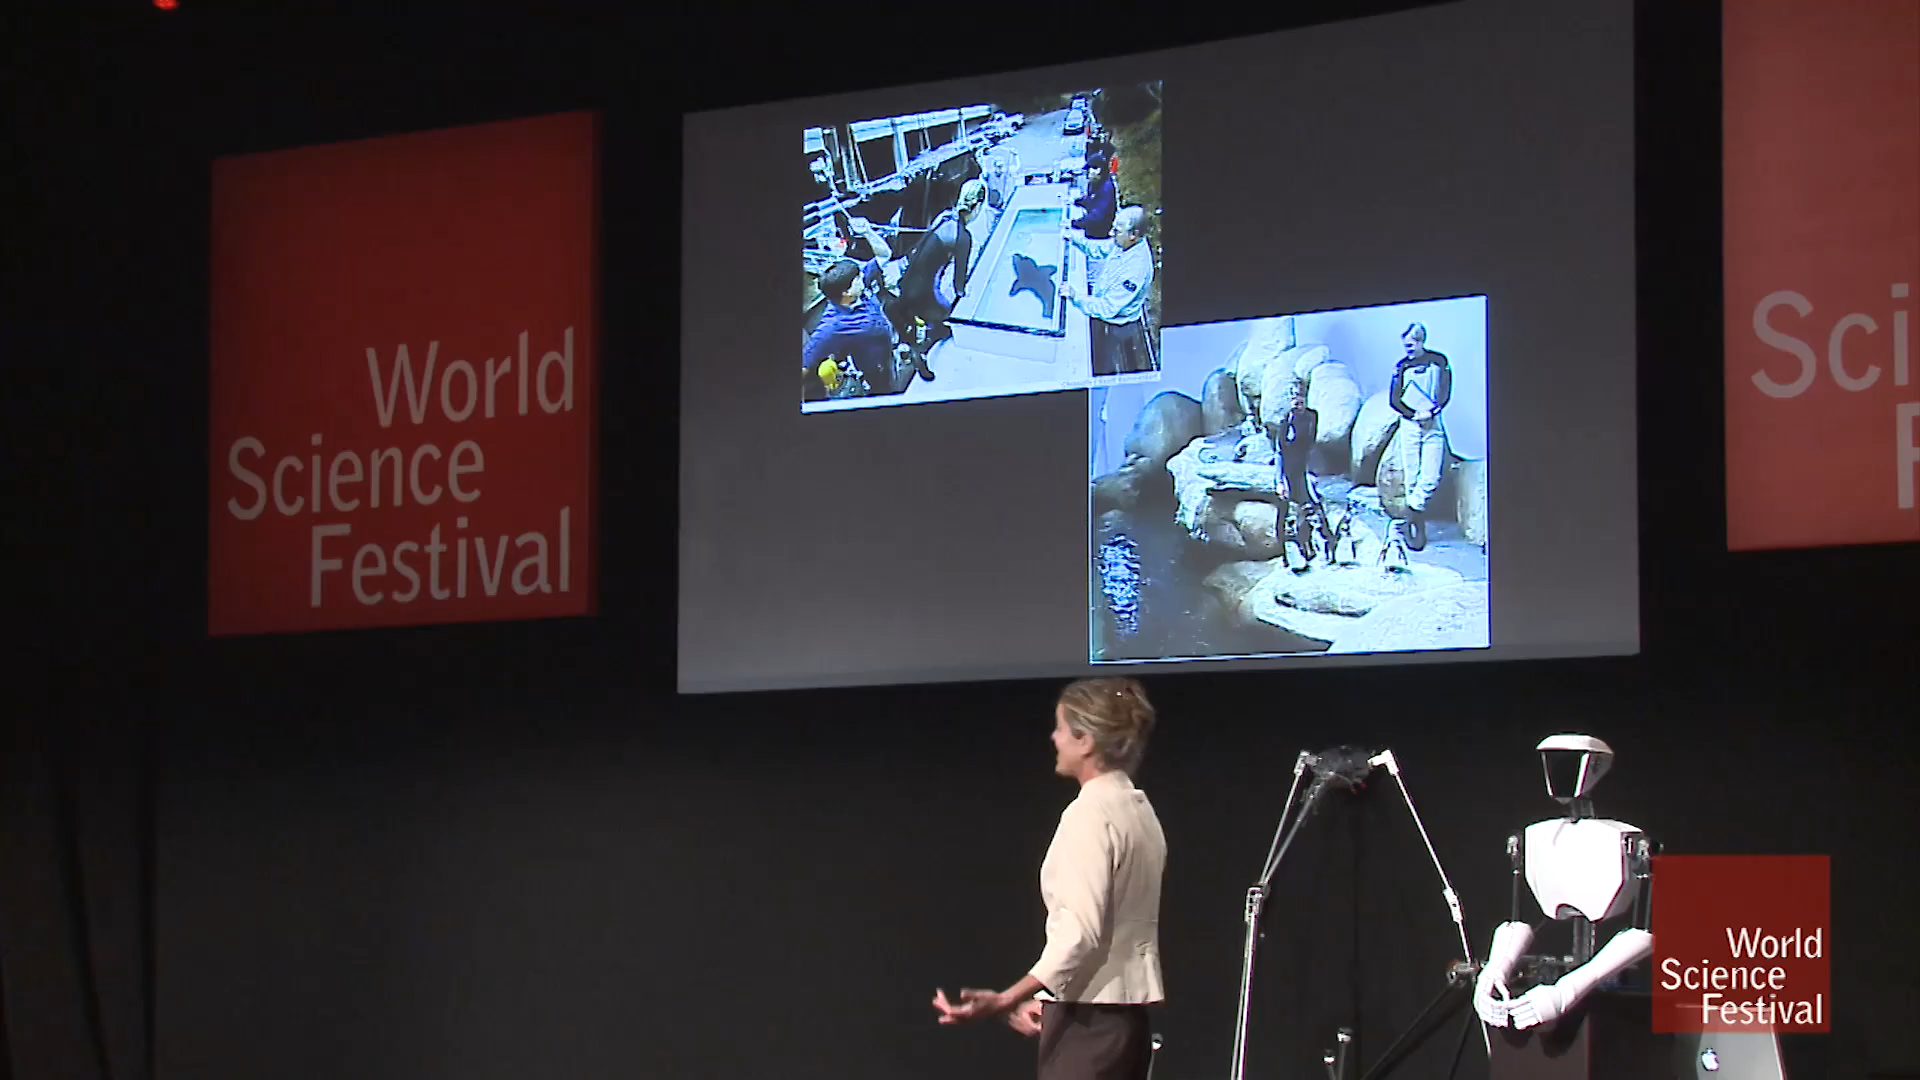 World
Science
Festival
Sci
F
World
Science
Festival